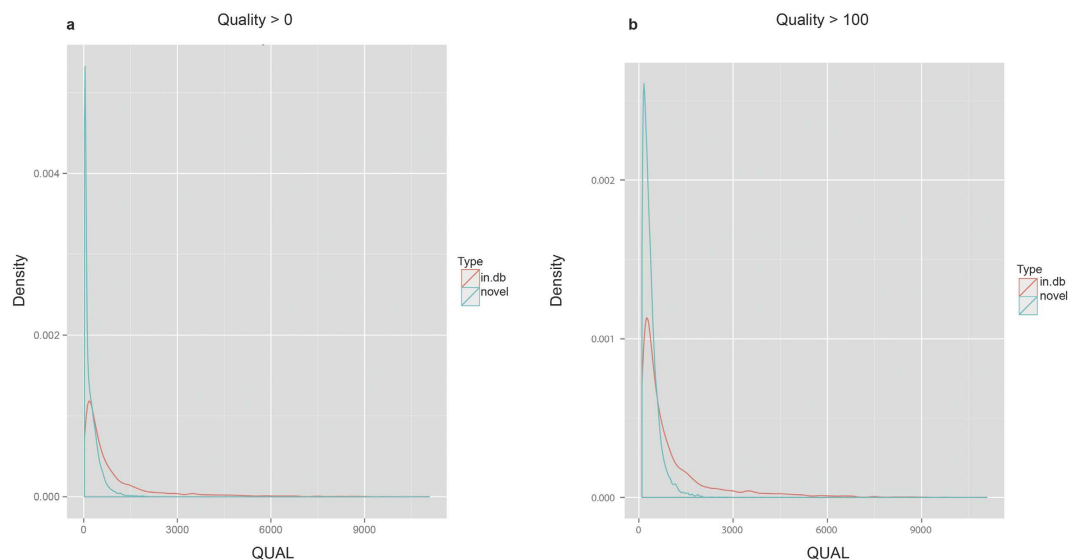 a
Quality > 0
0.004
0.002
0.000
Density
0
3000
6000
9000
QUAL
Type
in.db
novel
b
Quality > 100
0.002
0.001
0.000
Density
0
3000
6000
9000
QUAL
Type
in.db
novel